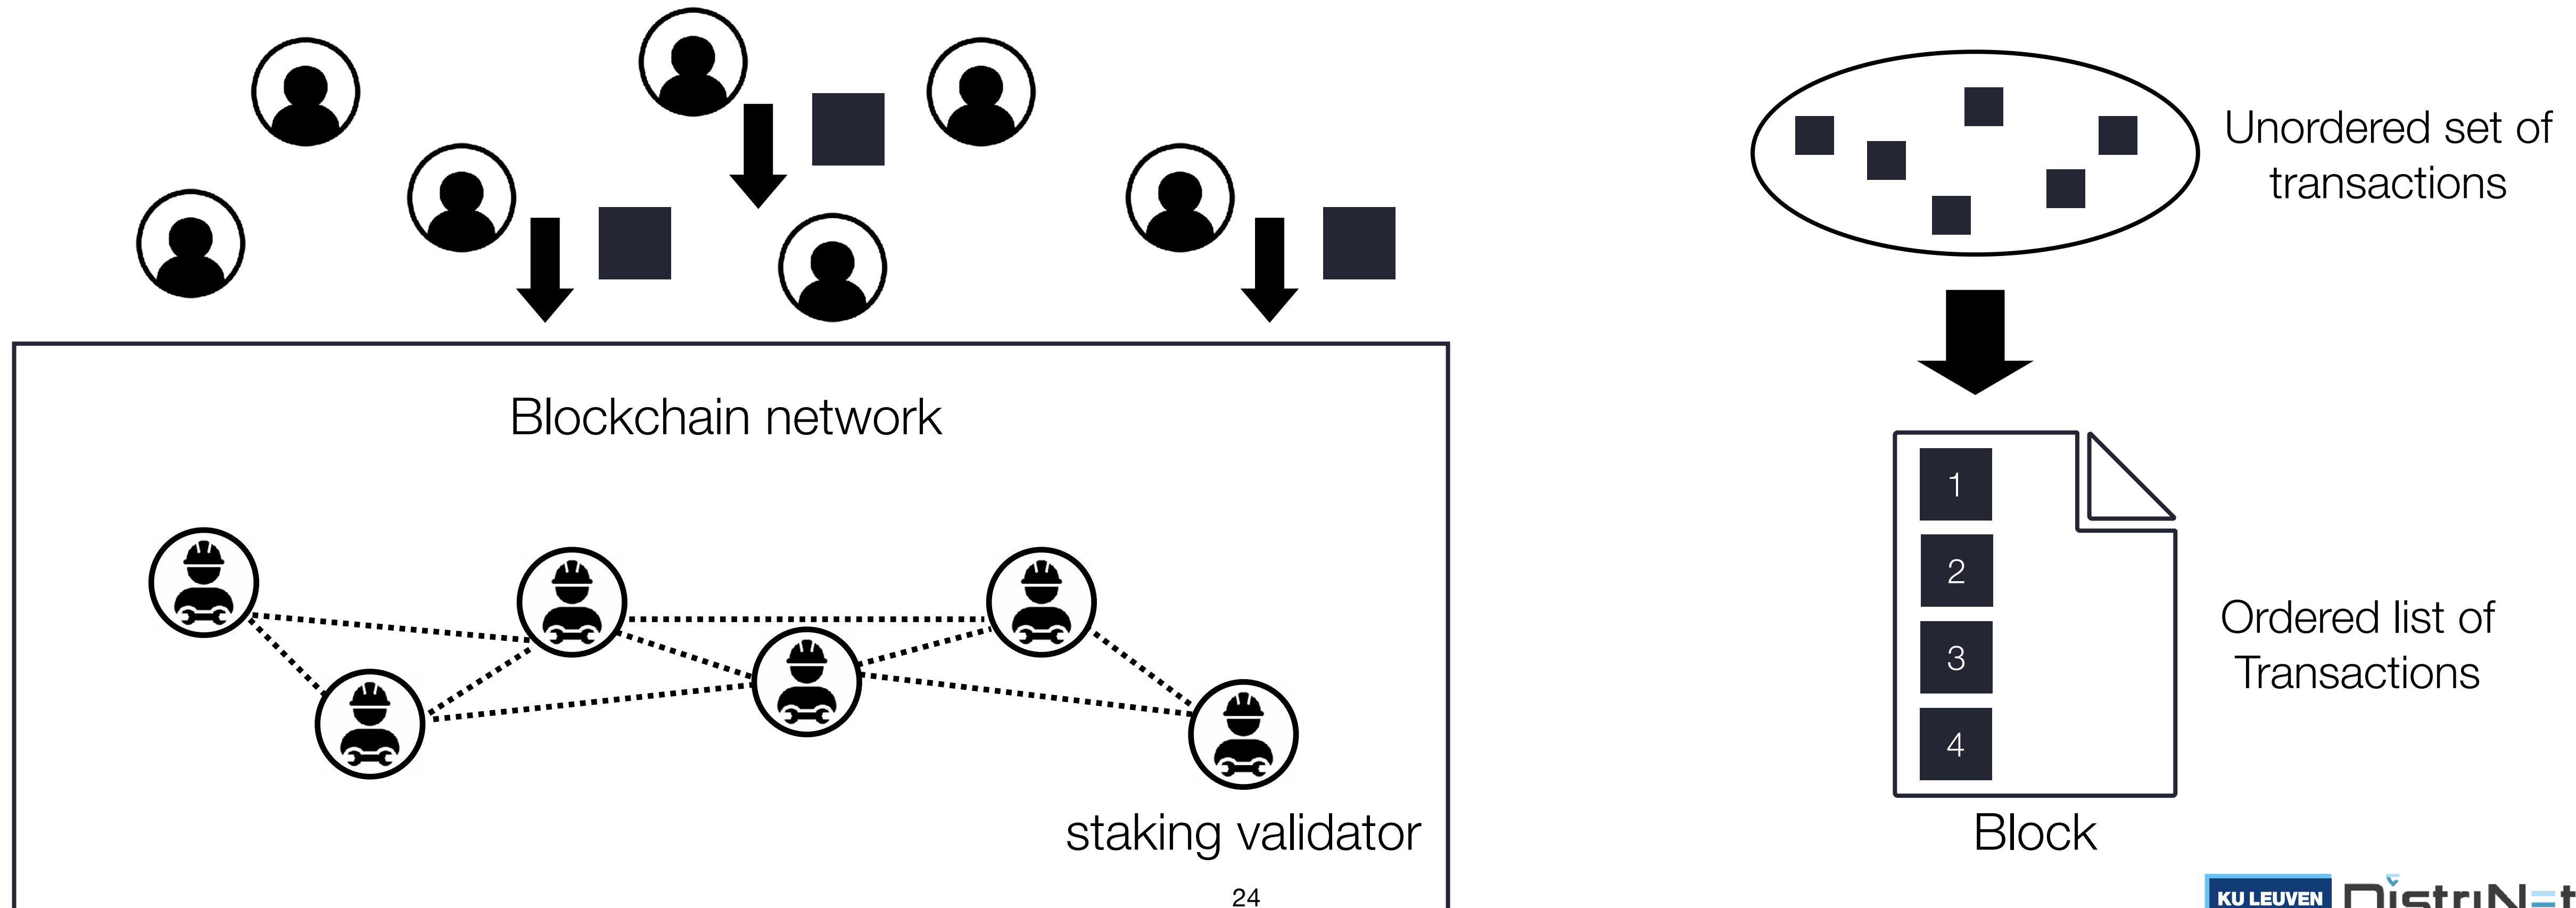 Blockchain network
staking validator
24
Unordered set of
transactions
1
2
3
4
Ordered list of
Transactions
Block
KU LEUVEN
DistriNet